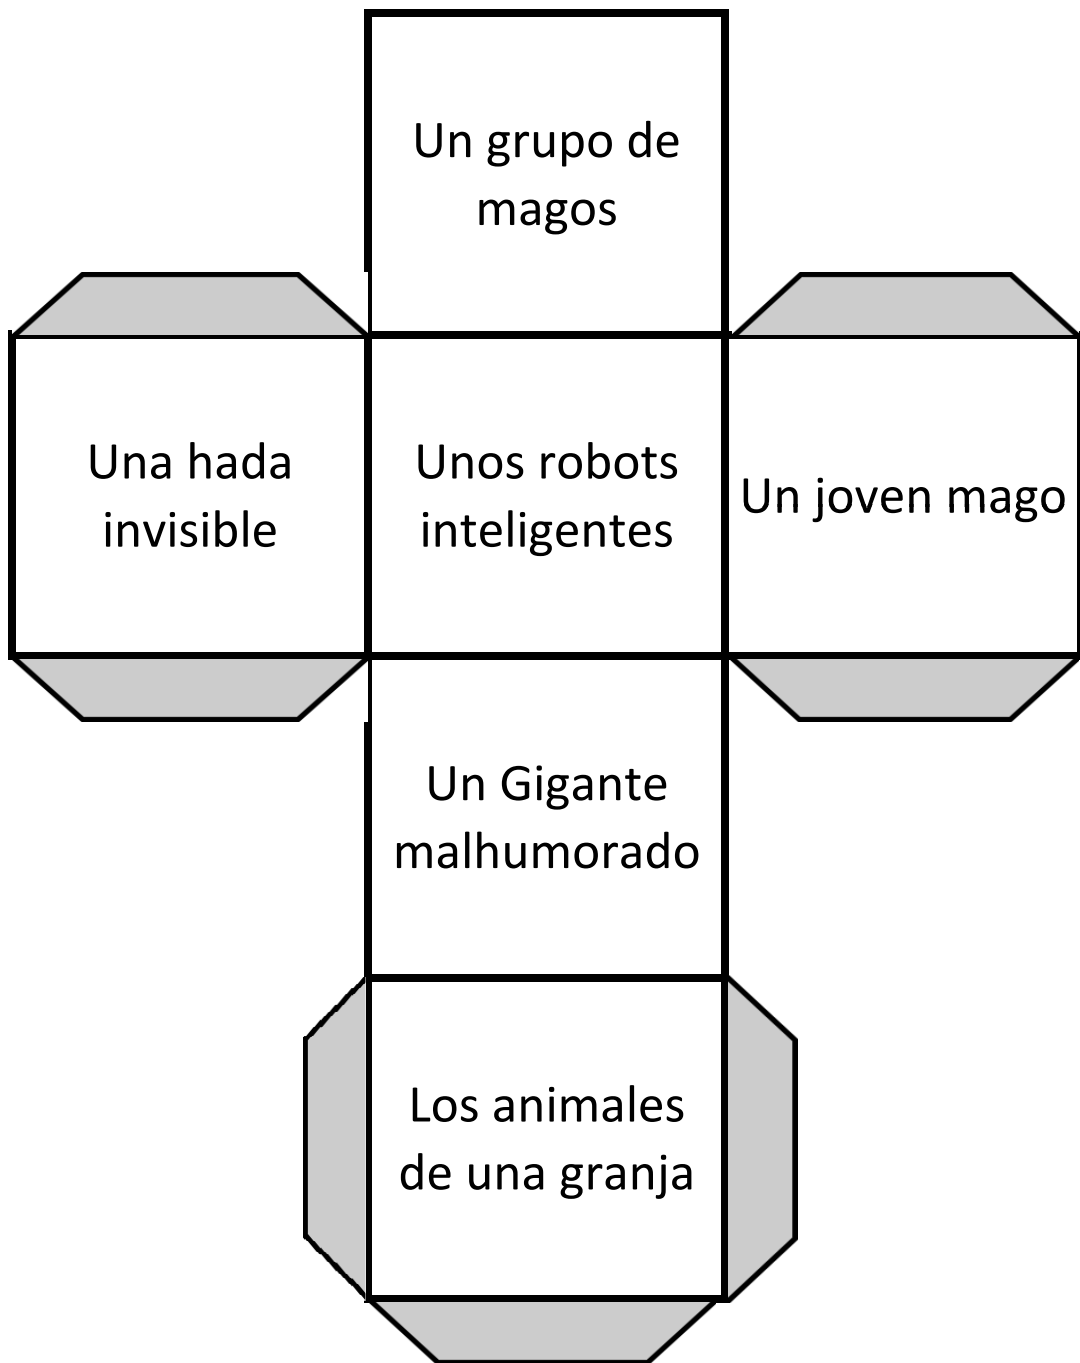 Un grupo de
magos
Una hada
invisible
Unos robots
inteligentes
Un joven mago
Un Gigante
malhumorado
Los animales
de una granja